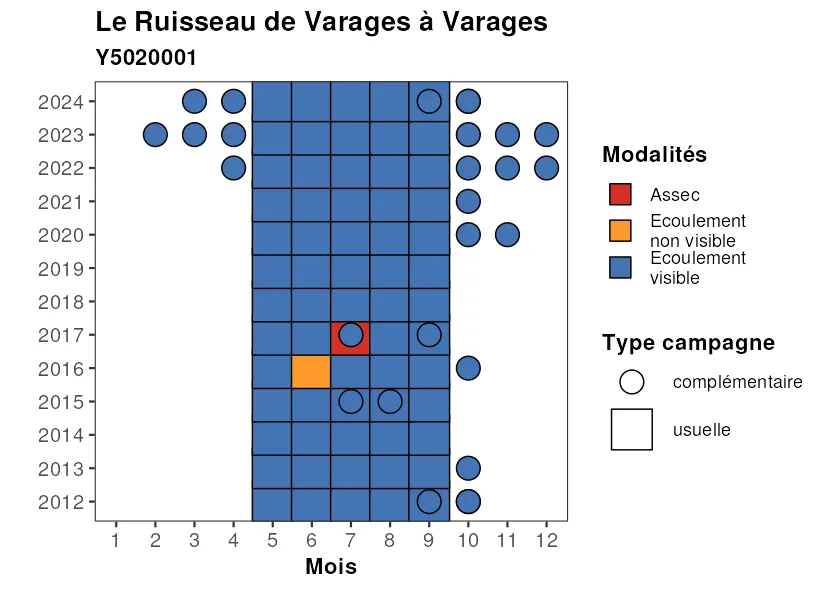 Le Ruisseau de Varages à Varages
Y5020001
2024
2023
2022
2021
2020
2019
2018
2017
2016
2015
2014
2013
2012
1 2 3 4 5 6 7 8 9 10 11 12
Mois
Modalités
Assec
Ecoulement
non visible
Ecoulement
visible
Type campagne
complémentaire
usuelle